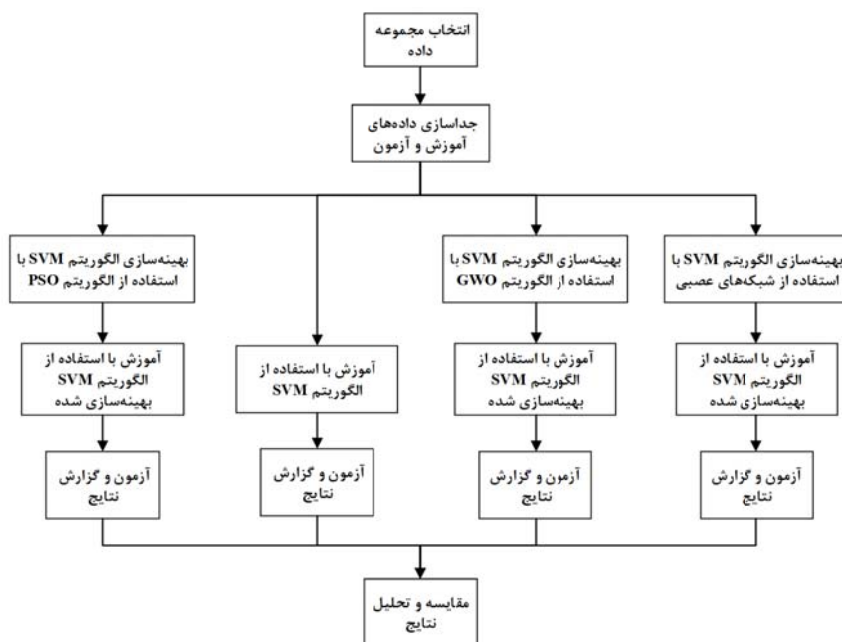 انتخاب مجموعه
داده
جداسازی داده‌های
آموزش و آزمون
بهینه‌سازی الگوریتم SVM با
استفاده از الگوریتم PSO
آموزش با استفاده از
الگوریتم SVM
بهینه‌سازی شده
آزمون و گزارش
نتایج
آموزش با استفاده از
الگوریتم SVM
آزمون و گزارش
نتایج
بهینه‌سازی الگوریتم SVM با
استفاده از الگوریتم GWO
آموزش با استفاده از
الگوریتم SVM
بهینه‌سازی شده
آزمون و گزارش
نتایج
بهینه‌سازی الگوریتم SVM با
استفاده از شبکه‌های عصبی
آموزش با استفاده از
الگوریتم SVM
بهینه‌سازی شده
آزمون و گزارش
نتایج
مقایسه و تحلیل
نتایج